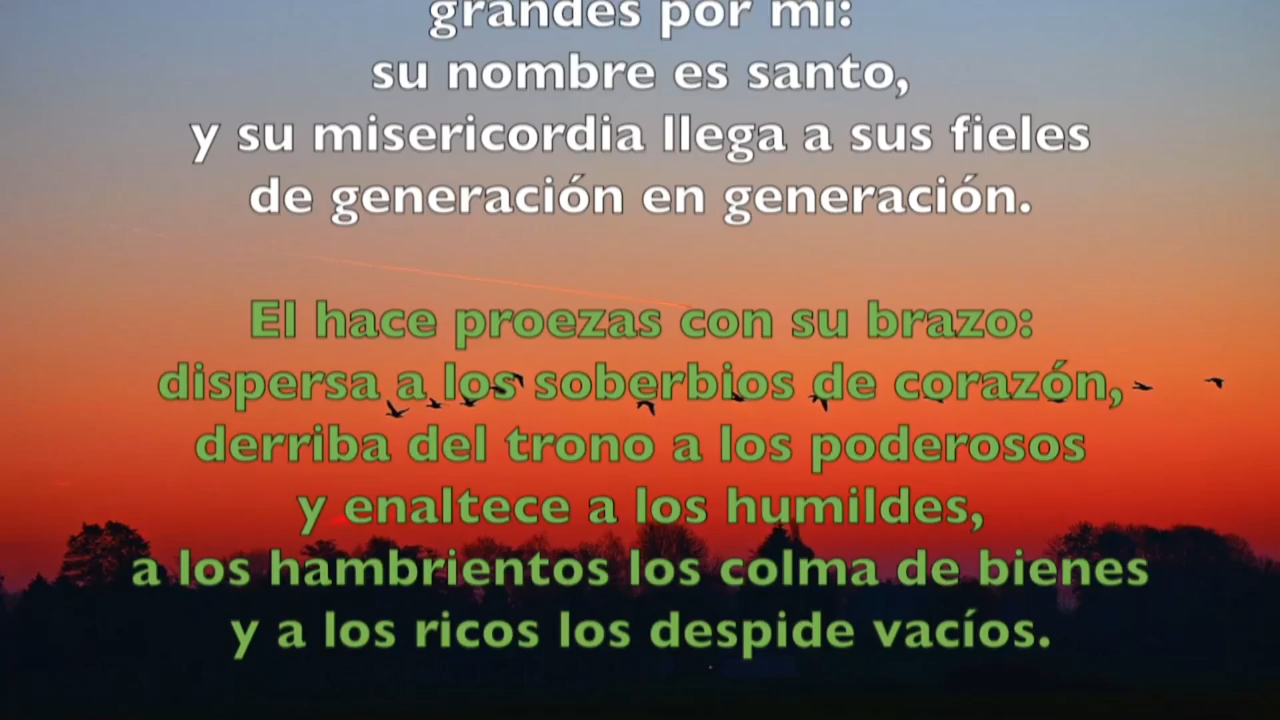 grandes por mí:
su nombre es santo,
y su misericordia llega a sus fieles
de generación en generación.
El hace proezas con su brazo:
dispersa a los soberbios de corazón,
derriba del trono a los poderosos
y enaltece a los humildes,
a los hambrientos los colma de bienes
y a los ricos los despide vacíos.